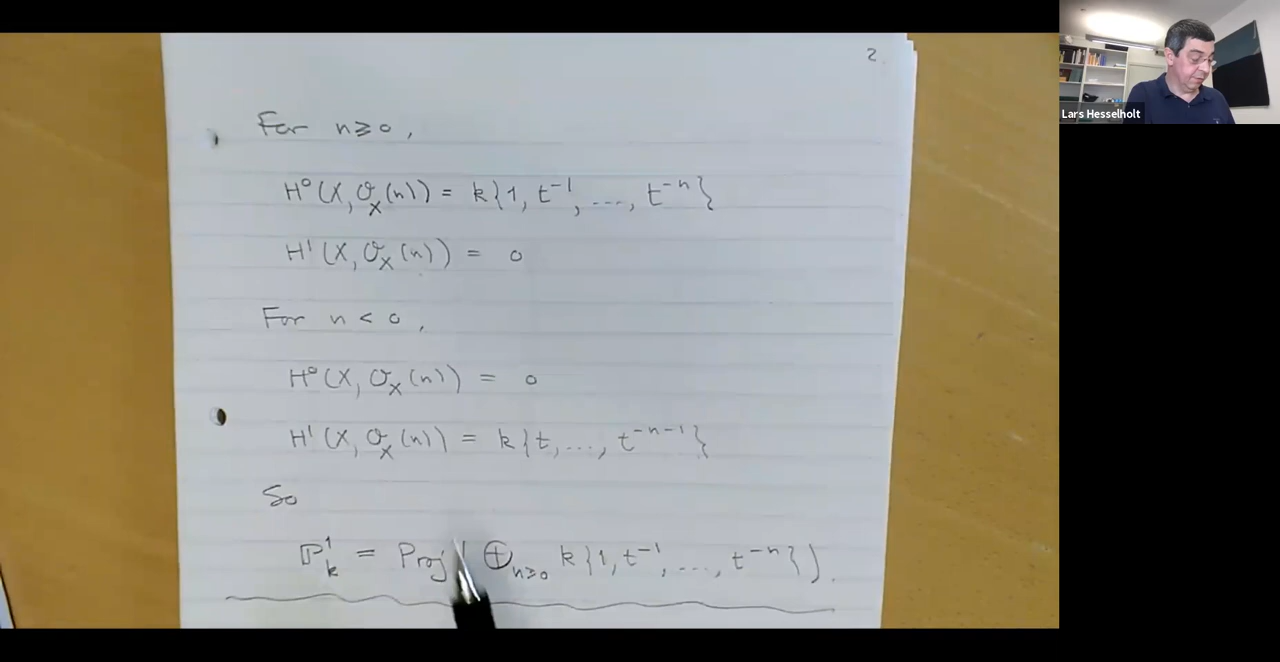 2
For n≥0,
H⁰(X, O_X(n)) = k{1, t⁻¹, ..., t⁻ⁿ}
H¹(X, O_X(n)) = 0
For n < 0,
H⁰(X, O_X(n)) = 0
H¹(X, O_X(n)) = k{t, ..., t⁻ⁿ⁻¹}
So
ℙ¹_k = Proj(⊕_{n≥0} k{1, t⁻¹, ..., t⁻ⁿ}).
Lars Hesselholt